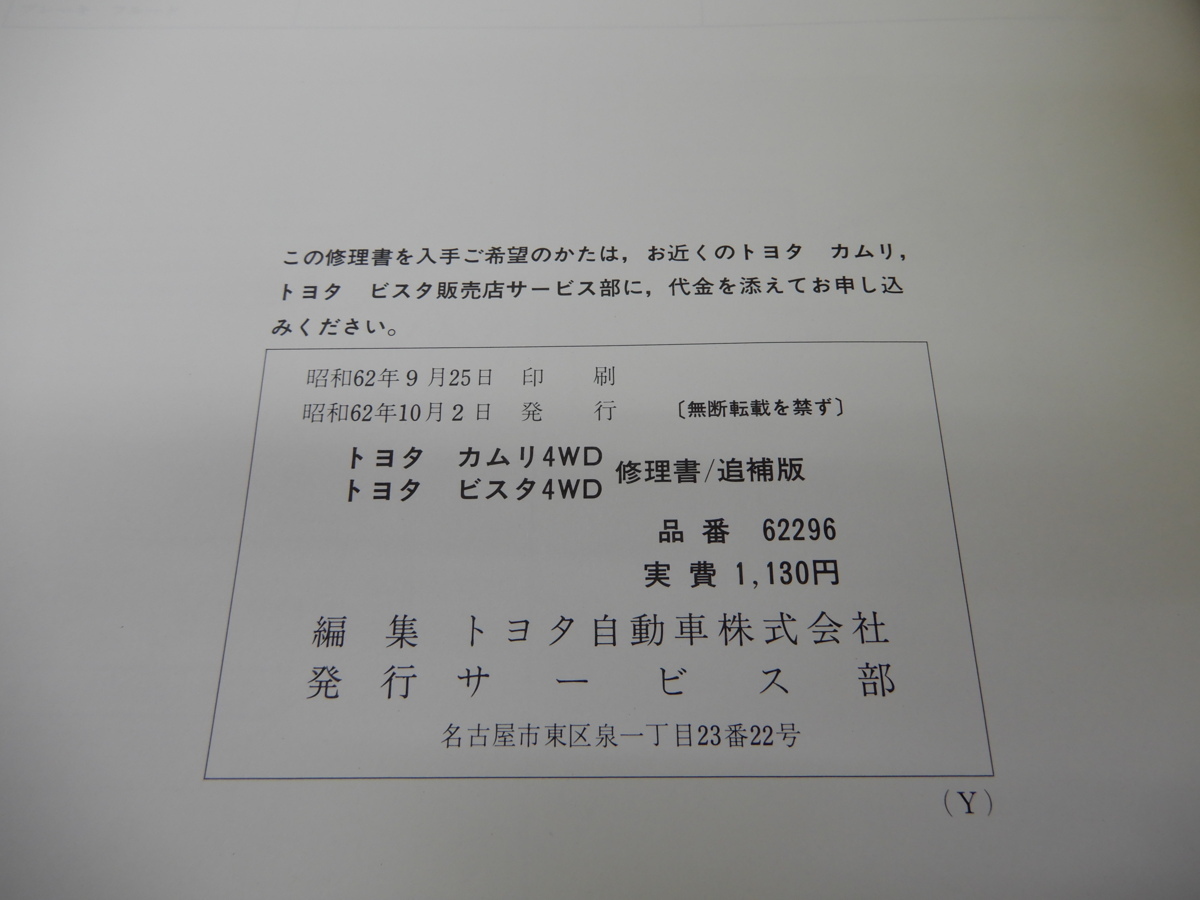 この修理書を入手ご希望のかたは，お近くのトヨタ　カムリ，
トヨタ　ビスタ販売店サービス部に，代金を添えてお申し込
みください。
昭和62年９月25日　印　　刷
昭和62年10月２日　発　　行　　〔無断転載を禁ず〕
トヨタ　カムリ4WD
トヨタ　ビスタ4WD
修理書/追補版
品番　62296
実費 1,130円
編　集　トヨタ自動車株式会社
発　行　サービス部
名古屋市東区泉一丁目23番22号
（Y）